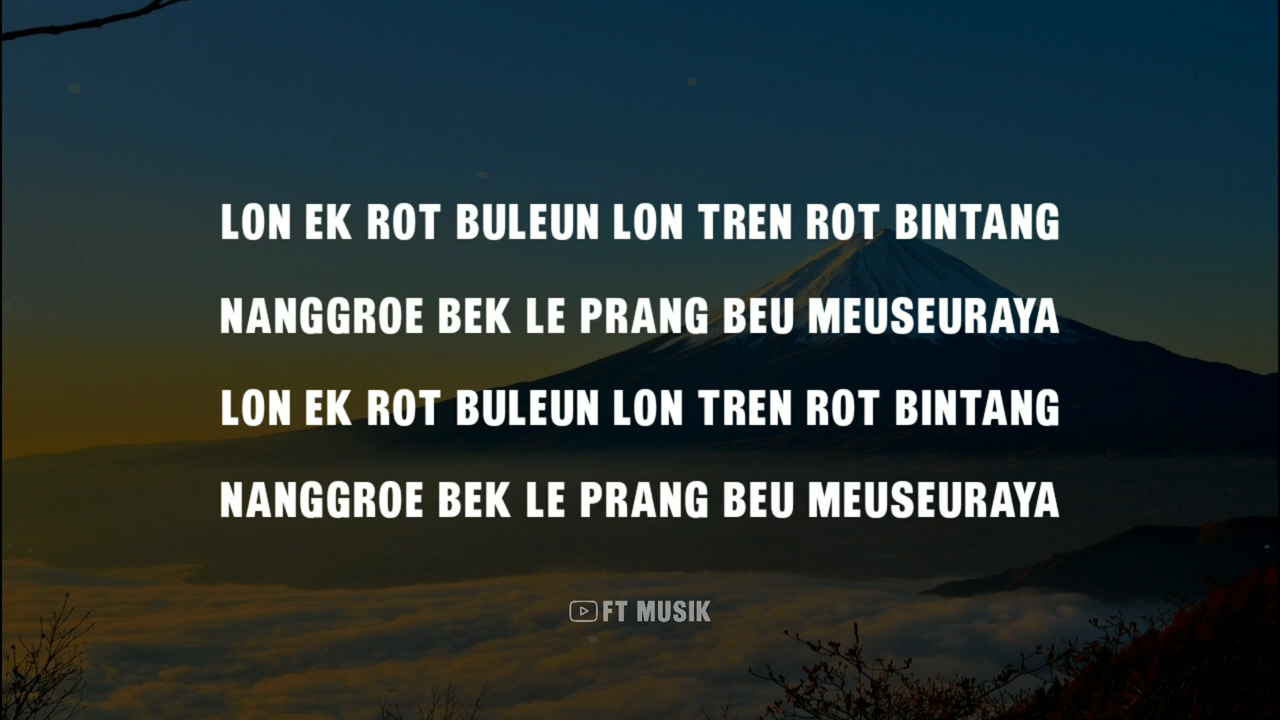 LON EK ROT BULEUN LON TREN ROT BINTANG
NANGGROE BEK LE PRANG BEU MEUSEURAYA
LON EK ROT BULEUN LON TREN ROT BINTANG
NANGGROE BEK LE PRANG BEU MEUSEURAYA
FT MUSIK